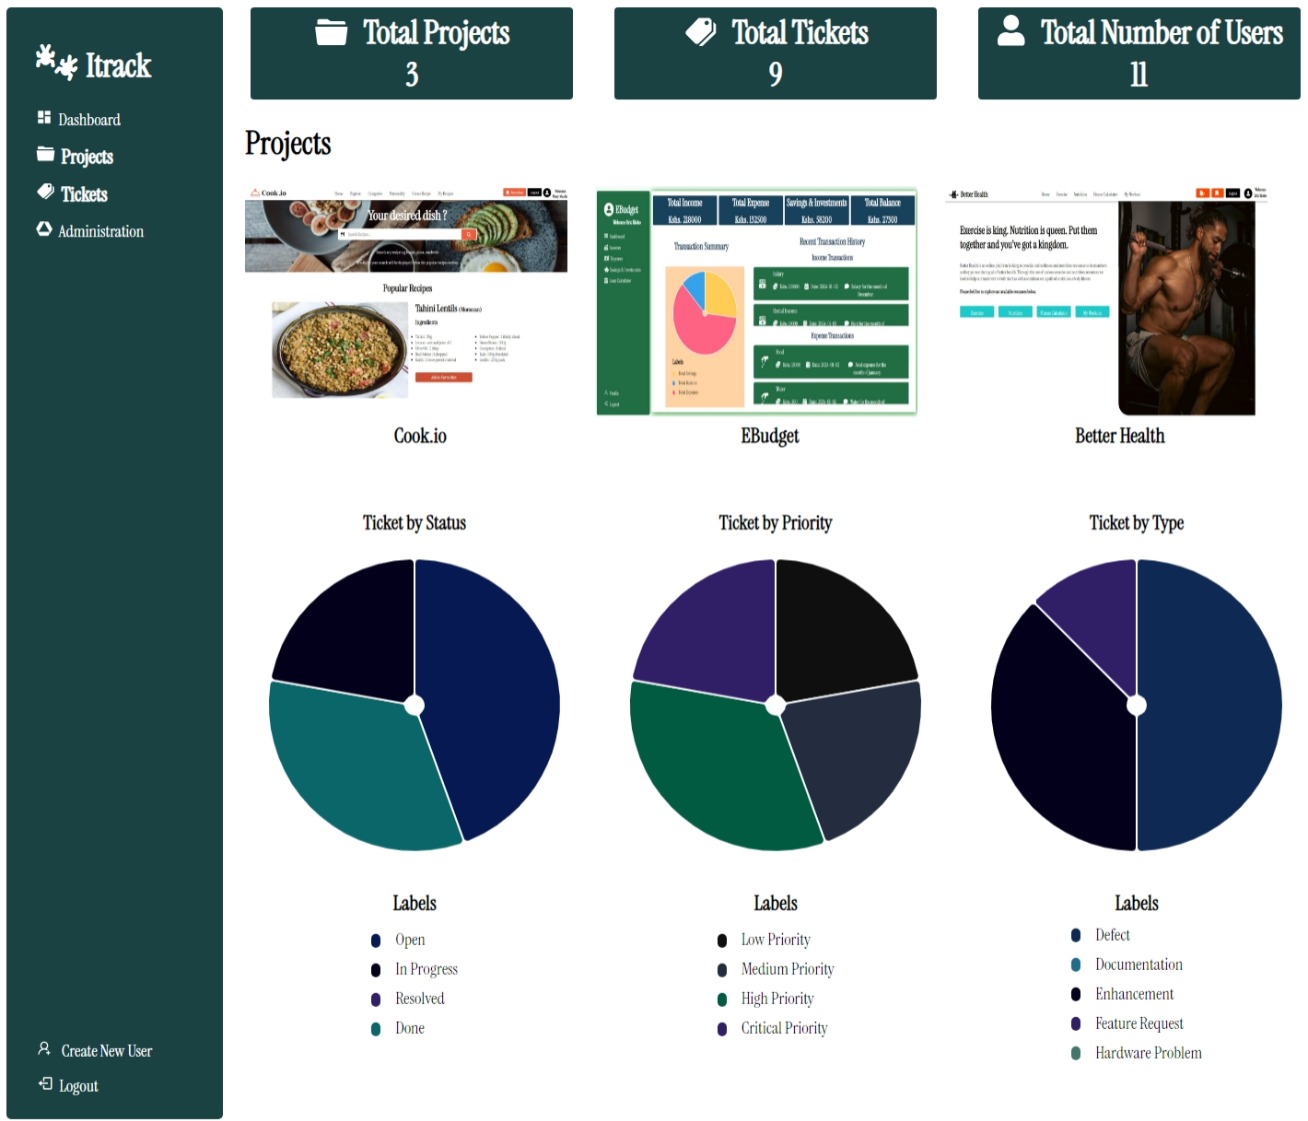 Itrack
Dashboard
Projects
Tickets
Administration
Create New User
Logout
Total Projects
3
Total Tickets
9
Total Number of Users
11
Projects
Cook.io
Your desired dish ?
Popular Recipes
Tahini Lentils (Moroccan)
Ingredients
Cook.io
EBudget
Total Income
Kshs. 218000
Total Expense
Kshs. 132500
Savings & Investments
Kshs. 58200
Total Balance
Kshs. 27300
Transaction Summary
Labels
Recent Transaction History
Income Transactions
Expense Transactions
EBudget
Better Health
Exercise is king. Nutrition is queen. Put them
together and you've got a kingdom.
Better Health
Ticket by Status
Labels
Open
In Progress
Resolved
Done
Ticket by Priority
Labels
Low Priority
Medium Priority
High Priority
Critical Priority
Ticket by Type
Labels
Defect
Documentation
Enhancement
Feature Request
Hardware Problem